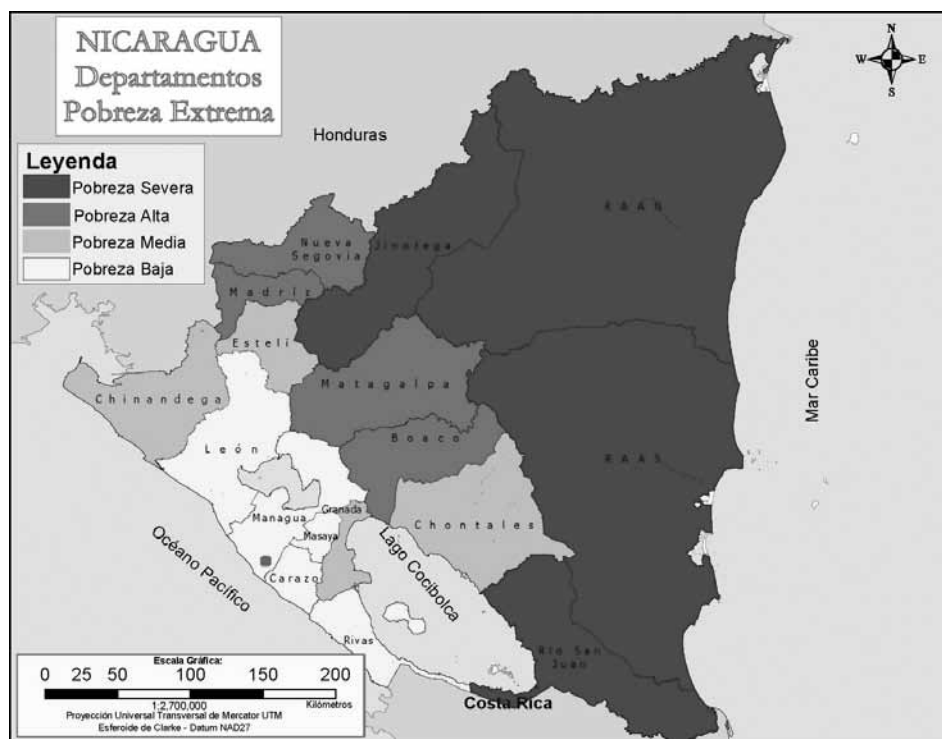 NICARAGUA
Departamentos
Pobreza Extrema
N
W E
S
Honduras
Leyenda
Pobreza Severa
Pobreza Alta
Pobreza Media
Pobreza Baja
RAAN
Nueva
Segovia
Jinotega
Madriz
Estelí
Matagalpa
Chinandega
Boaco
León
RAAS
Managua
Granada
Masaya
Chontales
Carazo
Rivas
Río San
Juan
Mar Caribe
Océano Pacífico
Lago Cocibolca
Costa Rica
Escala Gráfica:
0 25 50 100 150 200
1:2,700,000 Kilómetros
Proyección Universal Transversal de Mercator UTM
Esferoide de Clarke - Datum NAD27